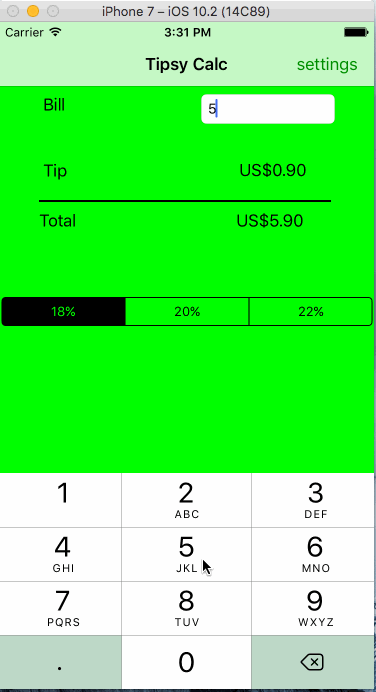 iPhone 7 – iOS 10.2 (14C89)
Carrier 3:31 PM
Tipsy Calc settings
Bill 5
Tip US$0.90
Total US$5.90
18% 20% 22%
1 2 3
ABC DEF
4 5 6
GHI JKL MNO
7 8 9
PQRS TUV WXYZ
. 0